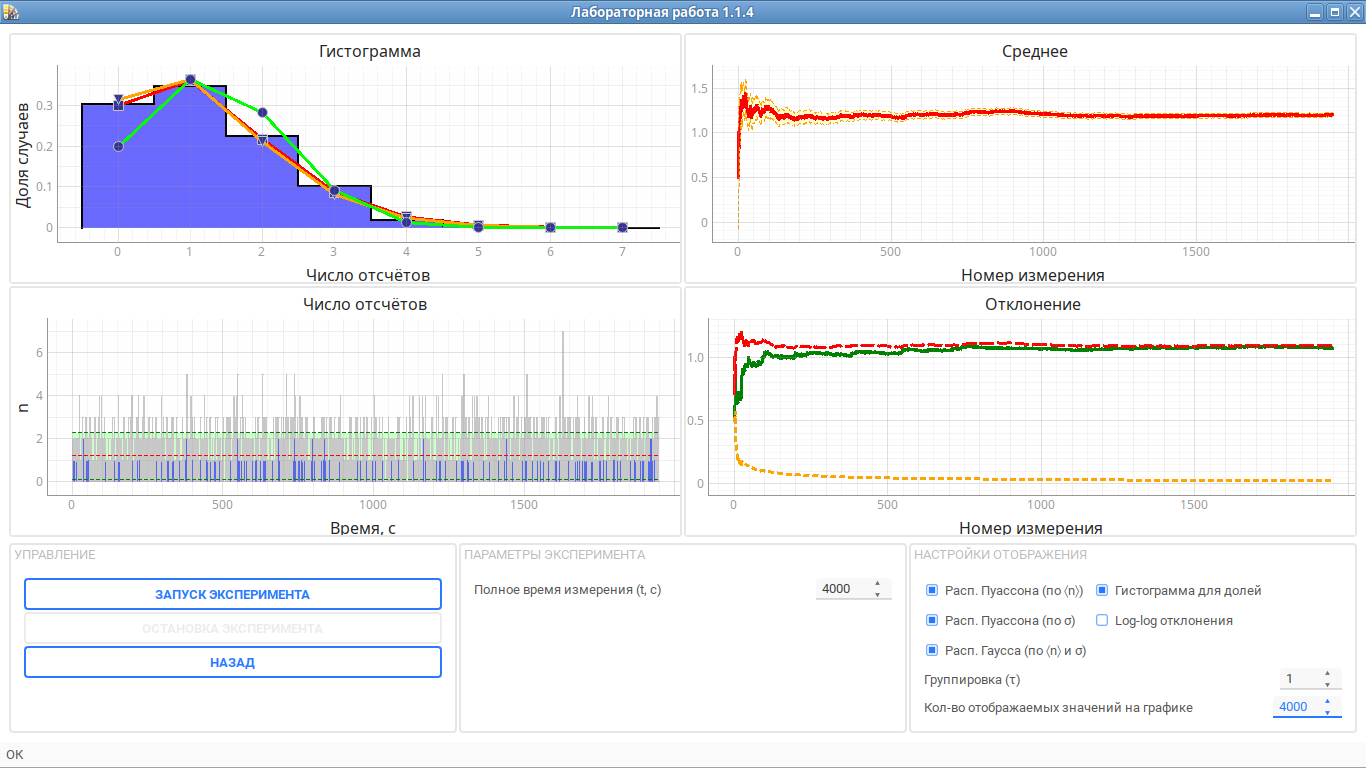 Лабораторная работа 1.1.4
Гистограмма
Доля случаев
0.3
0.2
0.1
0
0 1 2 3 4 5 6 7
Число отсчётов
Среднее
1.5
1.0
0.5
0
0 500 1000 1500
Номер измерения
Число отсчётов
n
6
4
2
0
0 500 1000 1500
Время, с
Отклонение
1.0
0.5
0
0 500 1000 1500
Номер измерения
УПРАВЛЕНИЕ
ЗАПУСК ЭКСПЕРИМЕНТА
ОСТАНОВКА ЭКСПЕРИМЕНТА
НАЗАД
ПАРАМЕТРЫ ЭКСПЕРИМЕНТА
Полное время измерения (t, с) 4000
НАСТРОЙКИ ОТОБРАЖЕНИЯ
Расп. Пуассона (по ⟨n⟩) Гистограмма для долей
Расп. Пуассона (по σ) Log-log отклонения
Расп. Гаусса (по ⟨n⟩ и σ)
Группировка (τ) 1
Кол-во отображаемых значений на графике 4000
ОК